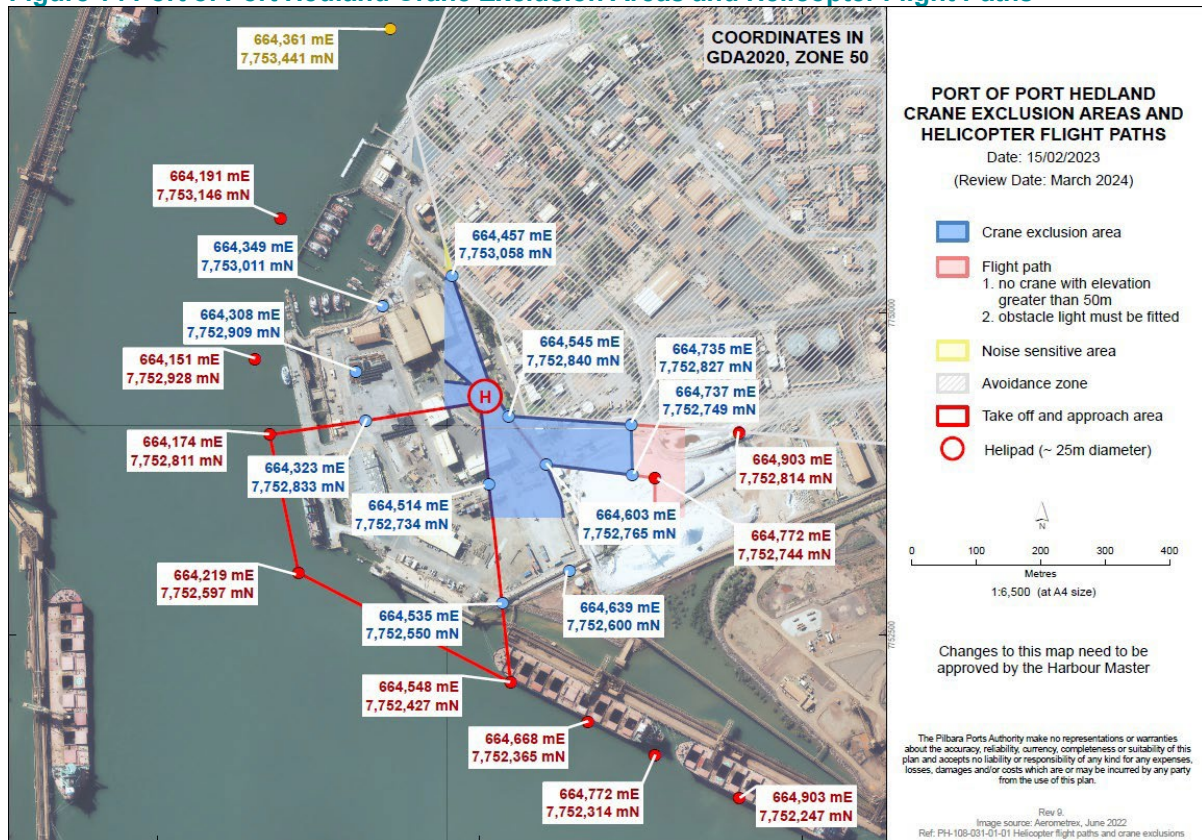 Figure 14 Port of Port Hedland Crane Exclusion Areas and Helicopter Flight Paths
664,361 mE
7,753,441 mN
COORDINATES IN
GDA2020, ZONE 50
664,191 mE
7,753,146 mN
664,349 mE
7,753,011 mN
664,457 mE
7,753,058 mN
664,308 mE
7,752,909 mN
664,545 mE
7,752,840 mN
664,735 mE
7,752,827 mN
664,151 mE
7,752,928 mN
664,737 mE
7,752,749 mN
H
664,174 mE
7,752,811 mN
664,323 mE
7,752,833 mN
664,903 mE
7,752,814 mN
664,514 mE
7,752,734 mN
664,603 mE
7,752,765 mN
664,772 mE
7,752,744 mN
664,219 mE
7,752,597 mN
664,535 mE
7,752,550 mN
664,639 mE
7,752,600 mN
664,548 mE
7,752,427 mN
664,668 mE
7,752,365 mN
664,772 mE
7,752,314 mN
664,903 mE
7,752,247 mN
7752500
PORT OF PORT HEDLAND
CRANE EXCLUSION AREAS AND
HELICOPTER FLIGHT PATHS
Date: 15/02/2023
(Review Date: March 2024)
Crane exclusion area
Flight path
1. no crane with elevation
greater than 50m
2. obstacle light must be fitted
Noise sensitive area
Avoidance zone
Take off and approach area
H
Helipad (~ 25m diameter)
N
0 100 200 300 400
Metres
1:6,500 (at A4 size)
Changes to this map need to be
approved by the Harbour Master
The Pilbara Ports Authority make no representations or warranties
about the accuracy, reliability, currency, completeness or suitability of this
plan and accepts no liability or responsibility of any kind for any expenses,
losses, damages and/or costs which are or may be incurred by any party
from the use of this plan.
Rev 9.
Image source: Aerometrex, June 2022
Ref: PH-108-031-01-01 Helicopter flight paths and crane exclusions